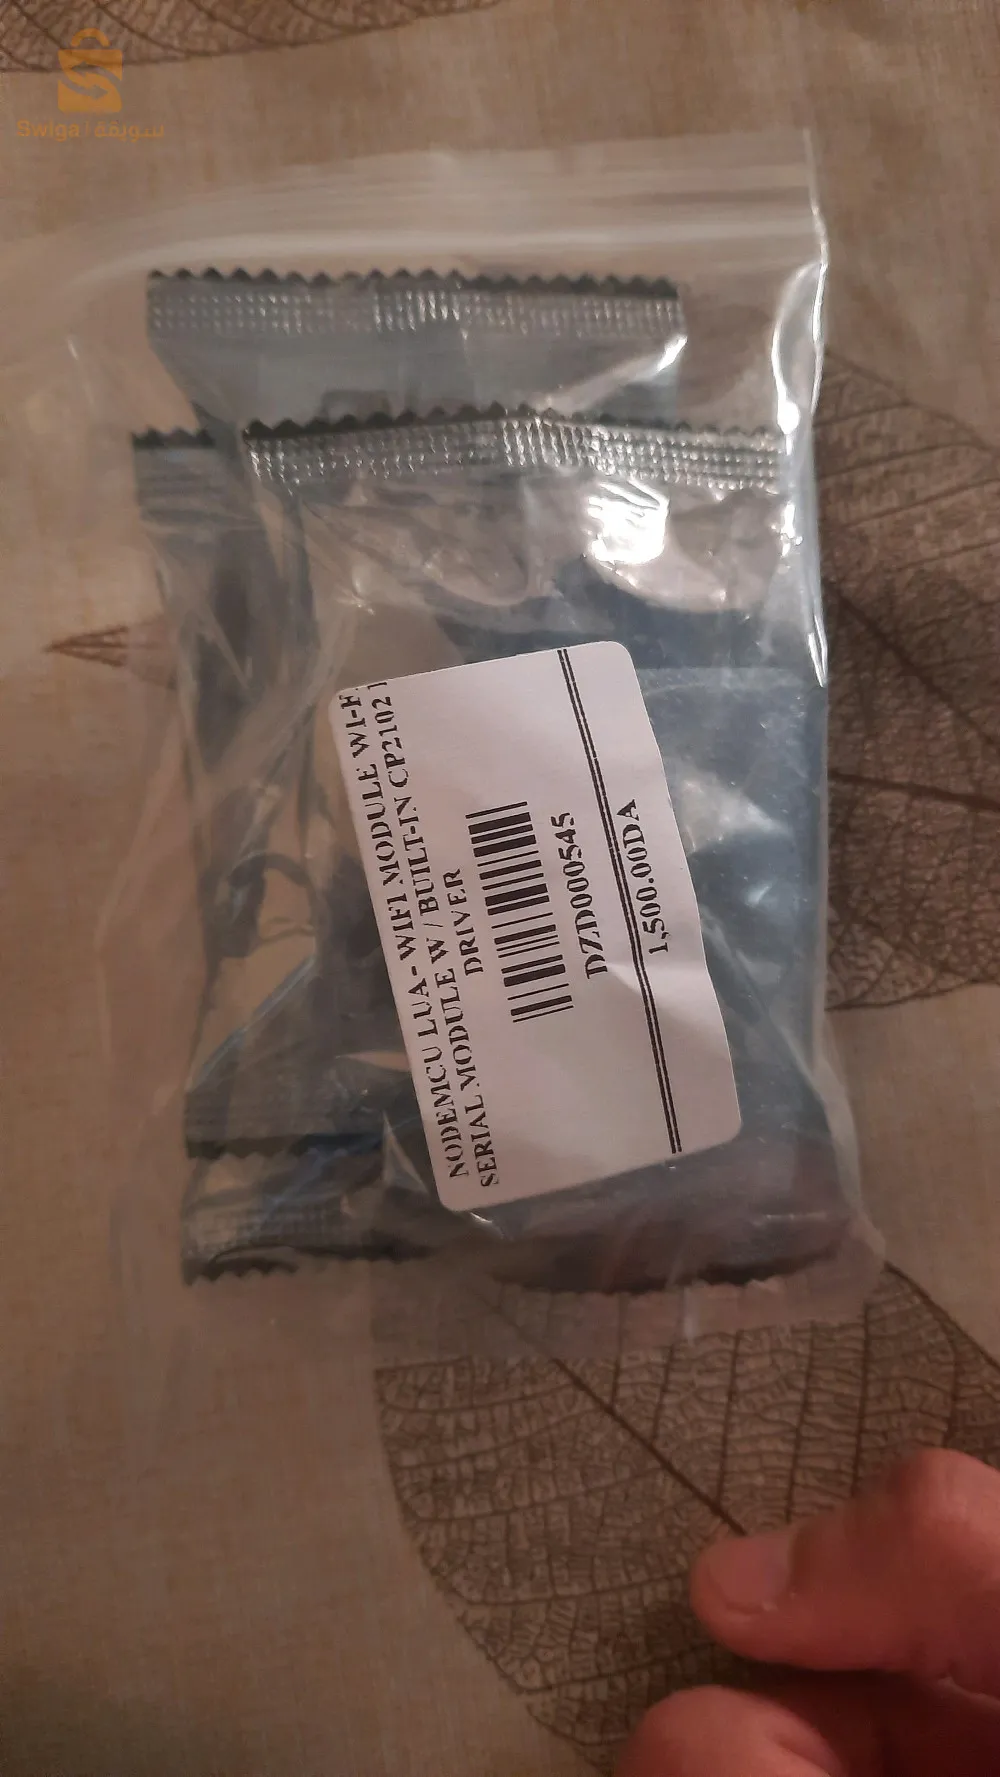 Swiga | سويقة
NODEMCU LUA - WIFI MODULE WI-F
SERIAL MODULE W / BUILT-IN CP2102
DRIVER
DZD000545
1,500.00DA